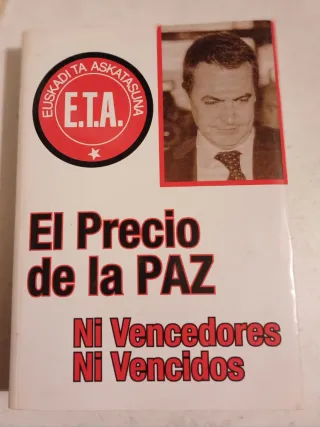 EUSKADI TA ASKATASUNA
E.T.A.
El Precio
de la PAZ
Ni Vencedores
Ni Vencidos